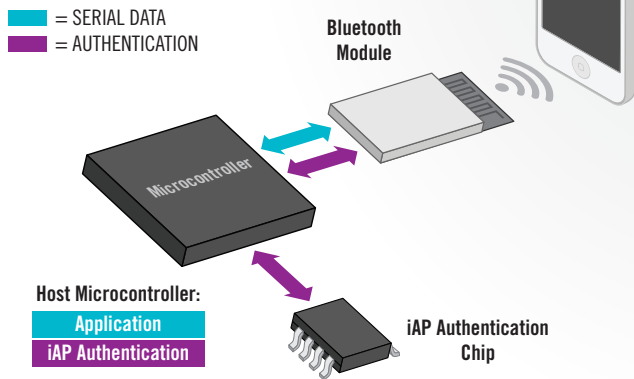 = SERIAL DATA
= AUTHENTICATION
Bluetooth
Module
Microcontroller
Host Microcontroller:
Application
iAP Authentication
iAP Authentication
Chip